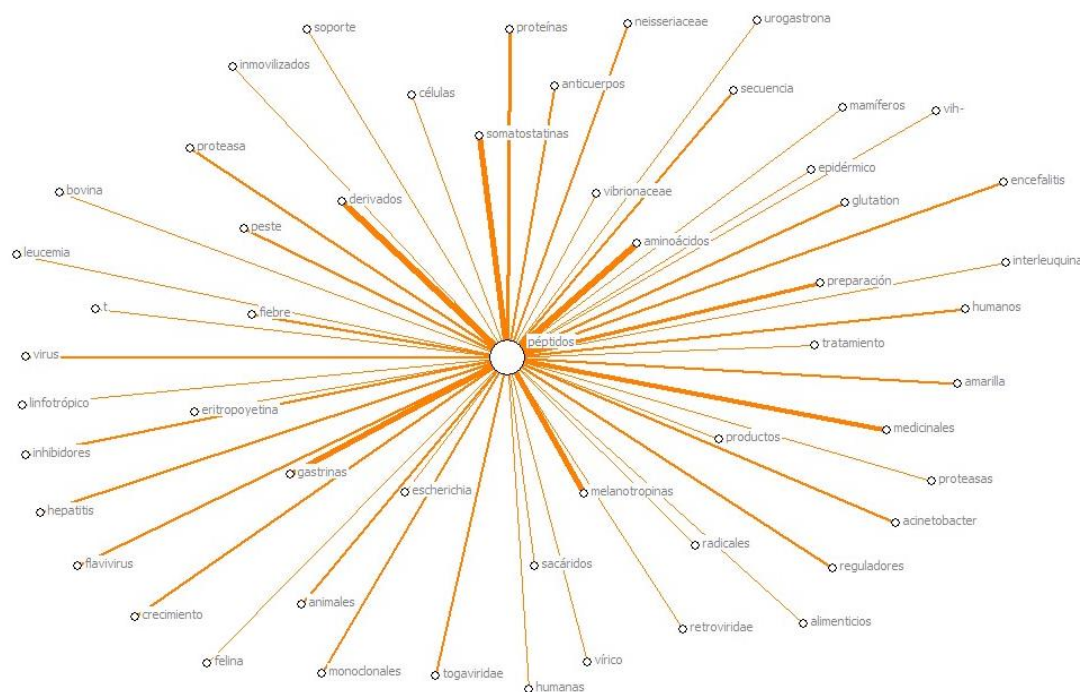 neisseriaceae
urogastrona
soporte
proteínas
inmovilizados
anticuerpos
secuencia
células
mamíferos
vih-
somatostatinas
proteasa
epidérmico
encefalitis
bovina
vibrionaceae
derivados
glutation
peste
aminoácidos
leucemia
interleuquina
preparación
t
fiebre
humanos
péptidos
tratamiento
virus
amarilla
linfotrópico
eritropoyetina
medicinales
productos
inhibidores
gastrinas
proteasas
escherichia
melanotropinas
hepatitis
acinetobacter
radicales
flavivirus
sacáridos
reguladores
animales
crecimiento
alimenticios
retroviridae
felina
vírico
monoclonales
togaviridae
humanas